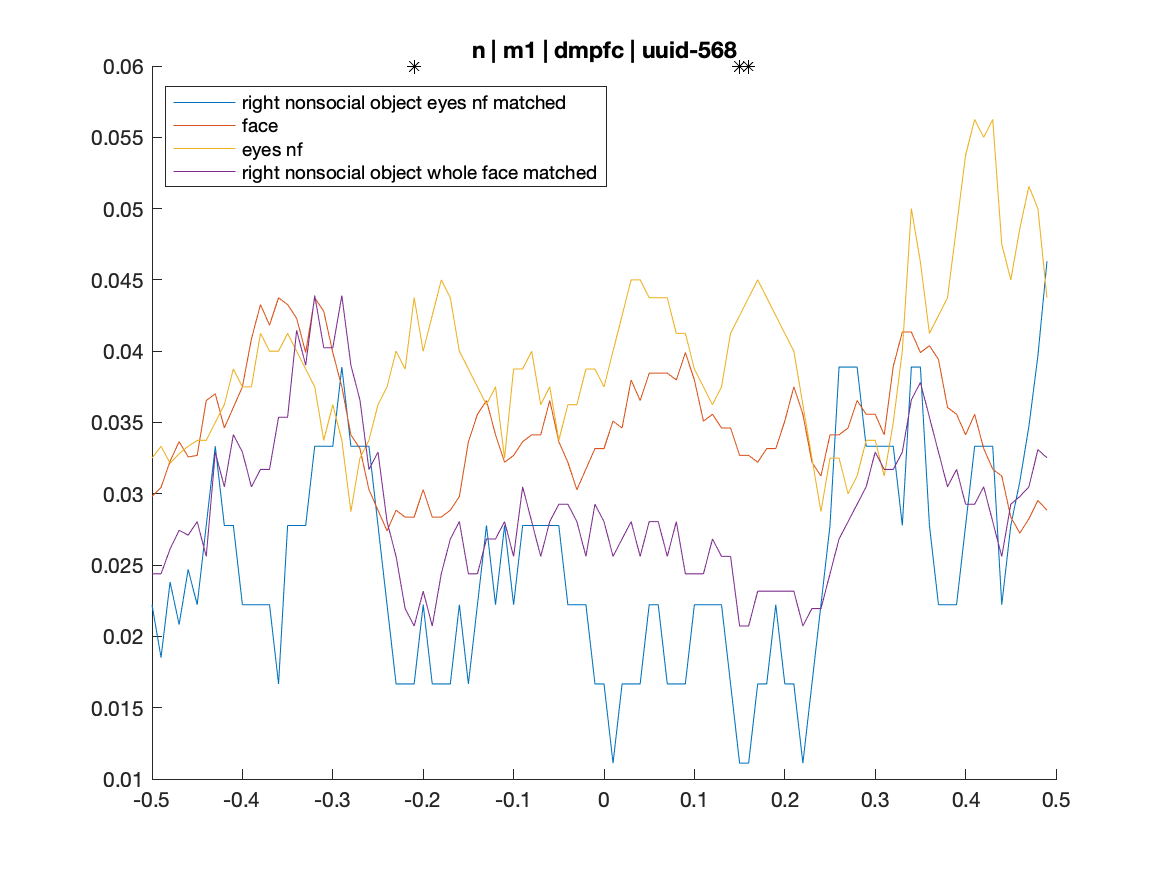 n | m1 | dmpfc | uuid-568
0.06
right nonsocial object eyes nf matched
face
eyes nf
right nonsocial object whole face matched
0.055
0.05
0.045
0.04
0.035
0.03
0.025
0.02
0.015
0.01
-0.5 -0.4 -0.3 -0.2 -0.1 0 0.1 0.2 0.3 0.4 0.5